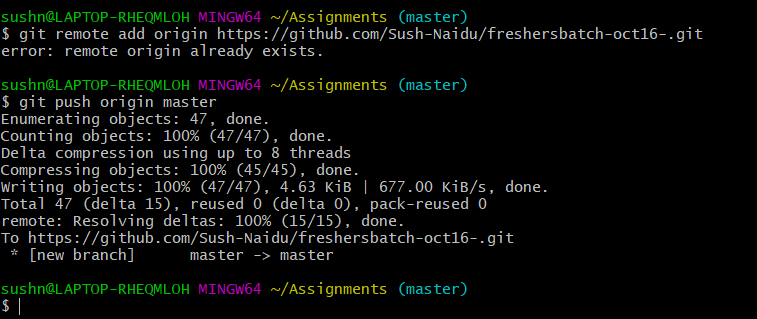 sushn@LAPTOP-RHEQMLOH MINGW64 ~/Assignments (master)
$ git remote add origin https://github.com/Sush-Naidu/freshersbatch-oct16-.git
error: remote origin already exists.
sushn@LAPTOP-RHEQMLOH MINGW64 ~/Assignments (master)
$ git push origin master
Enumerating objects: 47, done.
Counting objects: 100% (47/47), done.
Delta compression using up to 8 threads
Compressing objects: 100% (45/45), done.
Writing objects: 100% (47/47), 4.63 KiB | 677.00 KiB/s, done.
Total 47 (delta 15), reused 0 (delta 0), pack-reused 0
remote: Resolving deltas: 100% (15/15), done.
To https://github.com/Sush-Naidu/freshersbatch-oct16-.git
 * [new branch]      master -> master
sushn@LAPTOP-RHEQMLOH MINGW64 ~/Assignments (master)
$